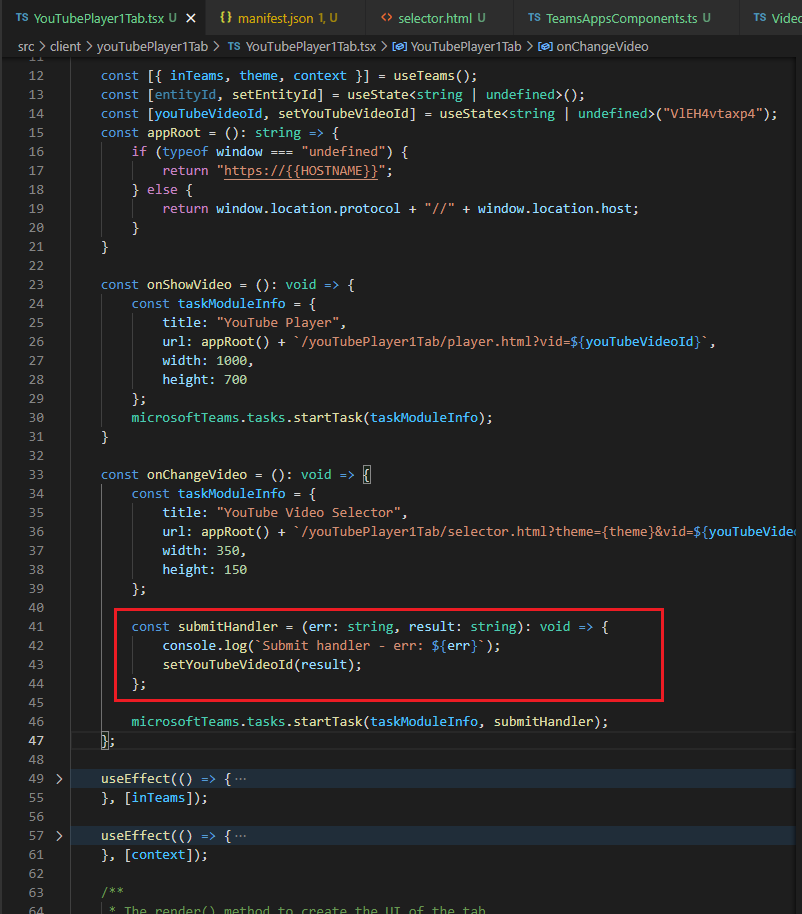 TS YouTubePlayer1Tab.tsx U × {} manifest.json 1, U <> selector.html U TS TeamsAppsComponents.ts U TS
src > client > youTubePlayer1Tab > TS YouTubePlayer1Tab.tsx > YouTubePlayer1Tab > onChangeVideo
11
12 const [{ inTeams, theme, context }] = useTeams();
13 const [entityId, setEntityId] = useState<string | undefined>();
14 const [youTubeVideoId, setYouTubeVideoId] = useState<string | undefined>("VlEH4vtaxp4");
15 const appRoot = (): string => {
16 if (typeof window === "undefined") {
17 return "https://{{HOSTNAME}}";
18 } else {
19 return window.location.protocol + "//" + window.location.host;
20 }
21 }
22
23 const onShowVideo = (): void => {
24 const taskModuleInfo = {
25 title: "YouTube Player",
26 url: appRoot() + `/youTubePlayer1Tab/player.html?vid=${youTubeVideoId}`,
27 width: 1000,
28 height: 700
29 };
30 microsoftTeams.tasks.startTask(taskModuleInfo);
31 }
32
33 const onChangeVideo = (): void => {
34 const taskModuleInfo = {
35 title: "YouTube Video Selector",
36 url: appRoot() + `/youTubePlayer1Tab/selector.html?theme={theme}&vid=${youTubeVideo
37 width: 350,
38 height: 150
39 };
40
41 const submitHandler = (err: string, result: string): void => {
42 console.log(`Submit handler - err: ${err}`);
43 setYouTubeVideoId(result);
44 };
45
46 microsoftTeams.tasks.startTask(taskModuleInfo, submitHandler);
47 };
48
49 > useEffect(() => { ...
55 }, [inTeams]);
56
57 > useEffect(() => { ...
61 }, [context]);
62
63 /**
64 * The render() method to create the UI of the tab